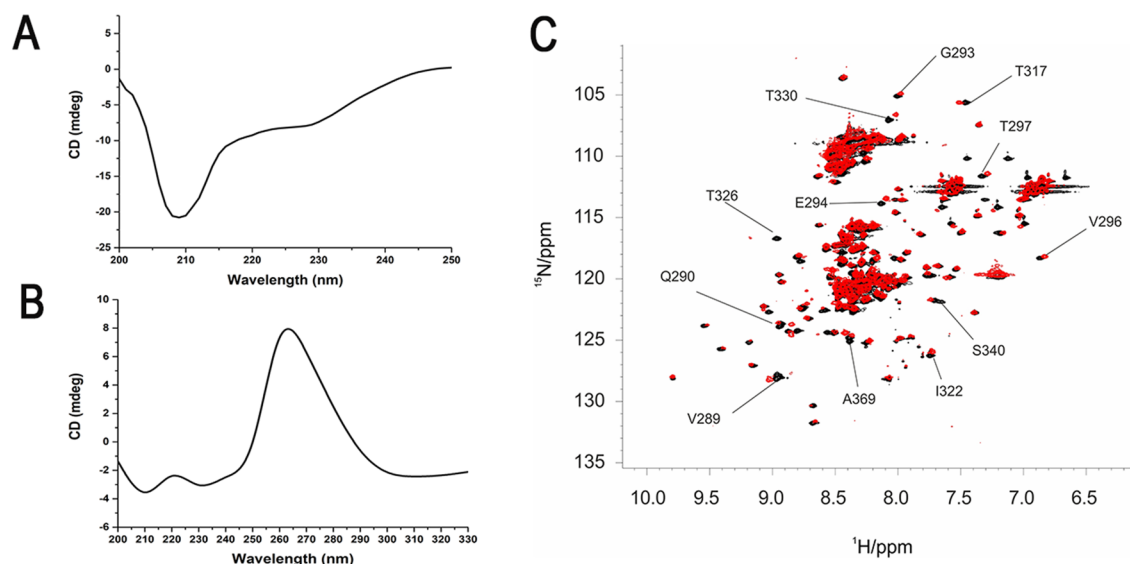 A
5
0
-5
-10
-15
-20
-25
CD (mdeg)
200 210 220 230 240 250
Wavelength (nm)
B
10
8
6
4
2
0
-2
-4
-6
CD (mdeg)
200 210 220 230 240 250 260 270 280 290 300 310 320 330
Wavelength (nm)
C
G293
T317
T330
T297
E294
T326
V296
Q290
S340
I322
A369
V289
105
110
115
120
125
130
135
¹⁵N/ppm
10.0 9.5 9.0 8.5 8.0 7.5 7.0 6.5
¹H/ppm